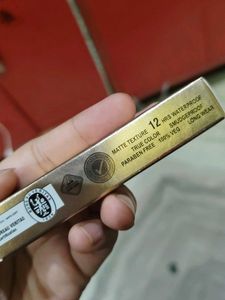 MATTE TEXTURE
TRUE COLOR
PARABEN FREE
12 HRS WATERPROOF
SMUDGEPROOF
100% VEG
LONG WEAR